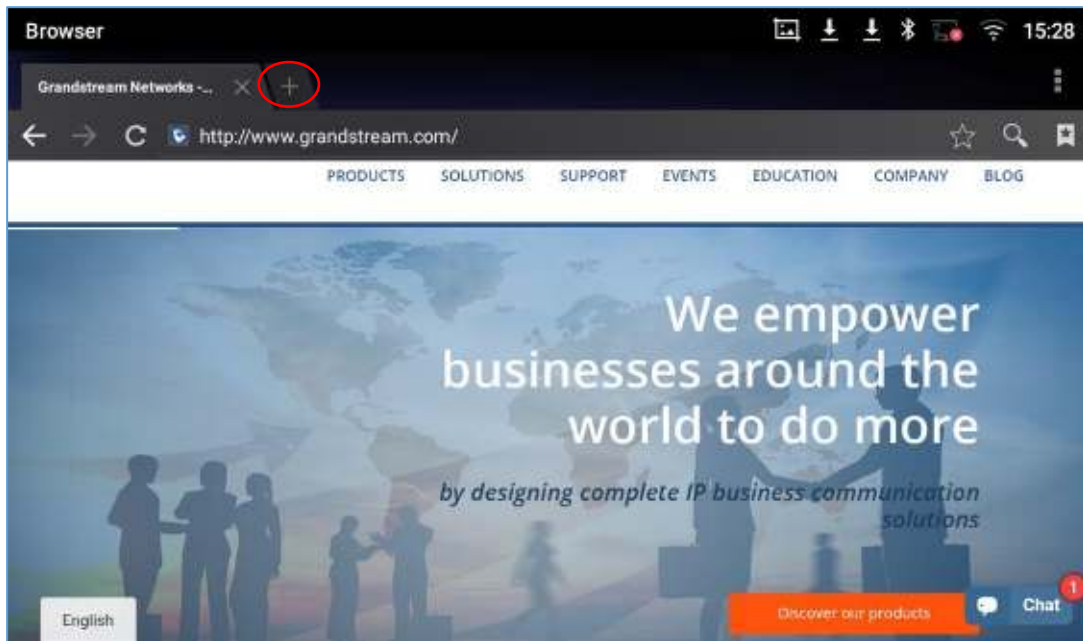 Browser
15:28
Grandstream Networks -...
http://www.grandstream.com/
PRODUCTS SOLUTIONS SUPPORT EVENTS EDUCATION COMPANY BLOG
We empower
businesses around the
world to do more
by designing complete IP business communication
solutions
English
Discover our products
Chat
1